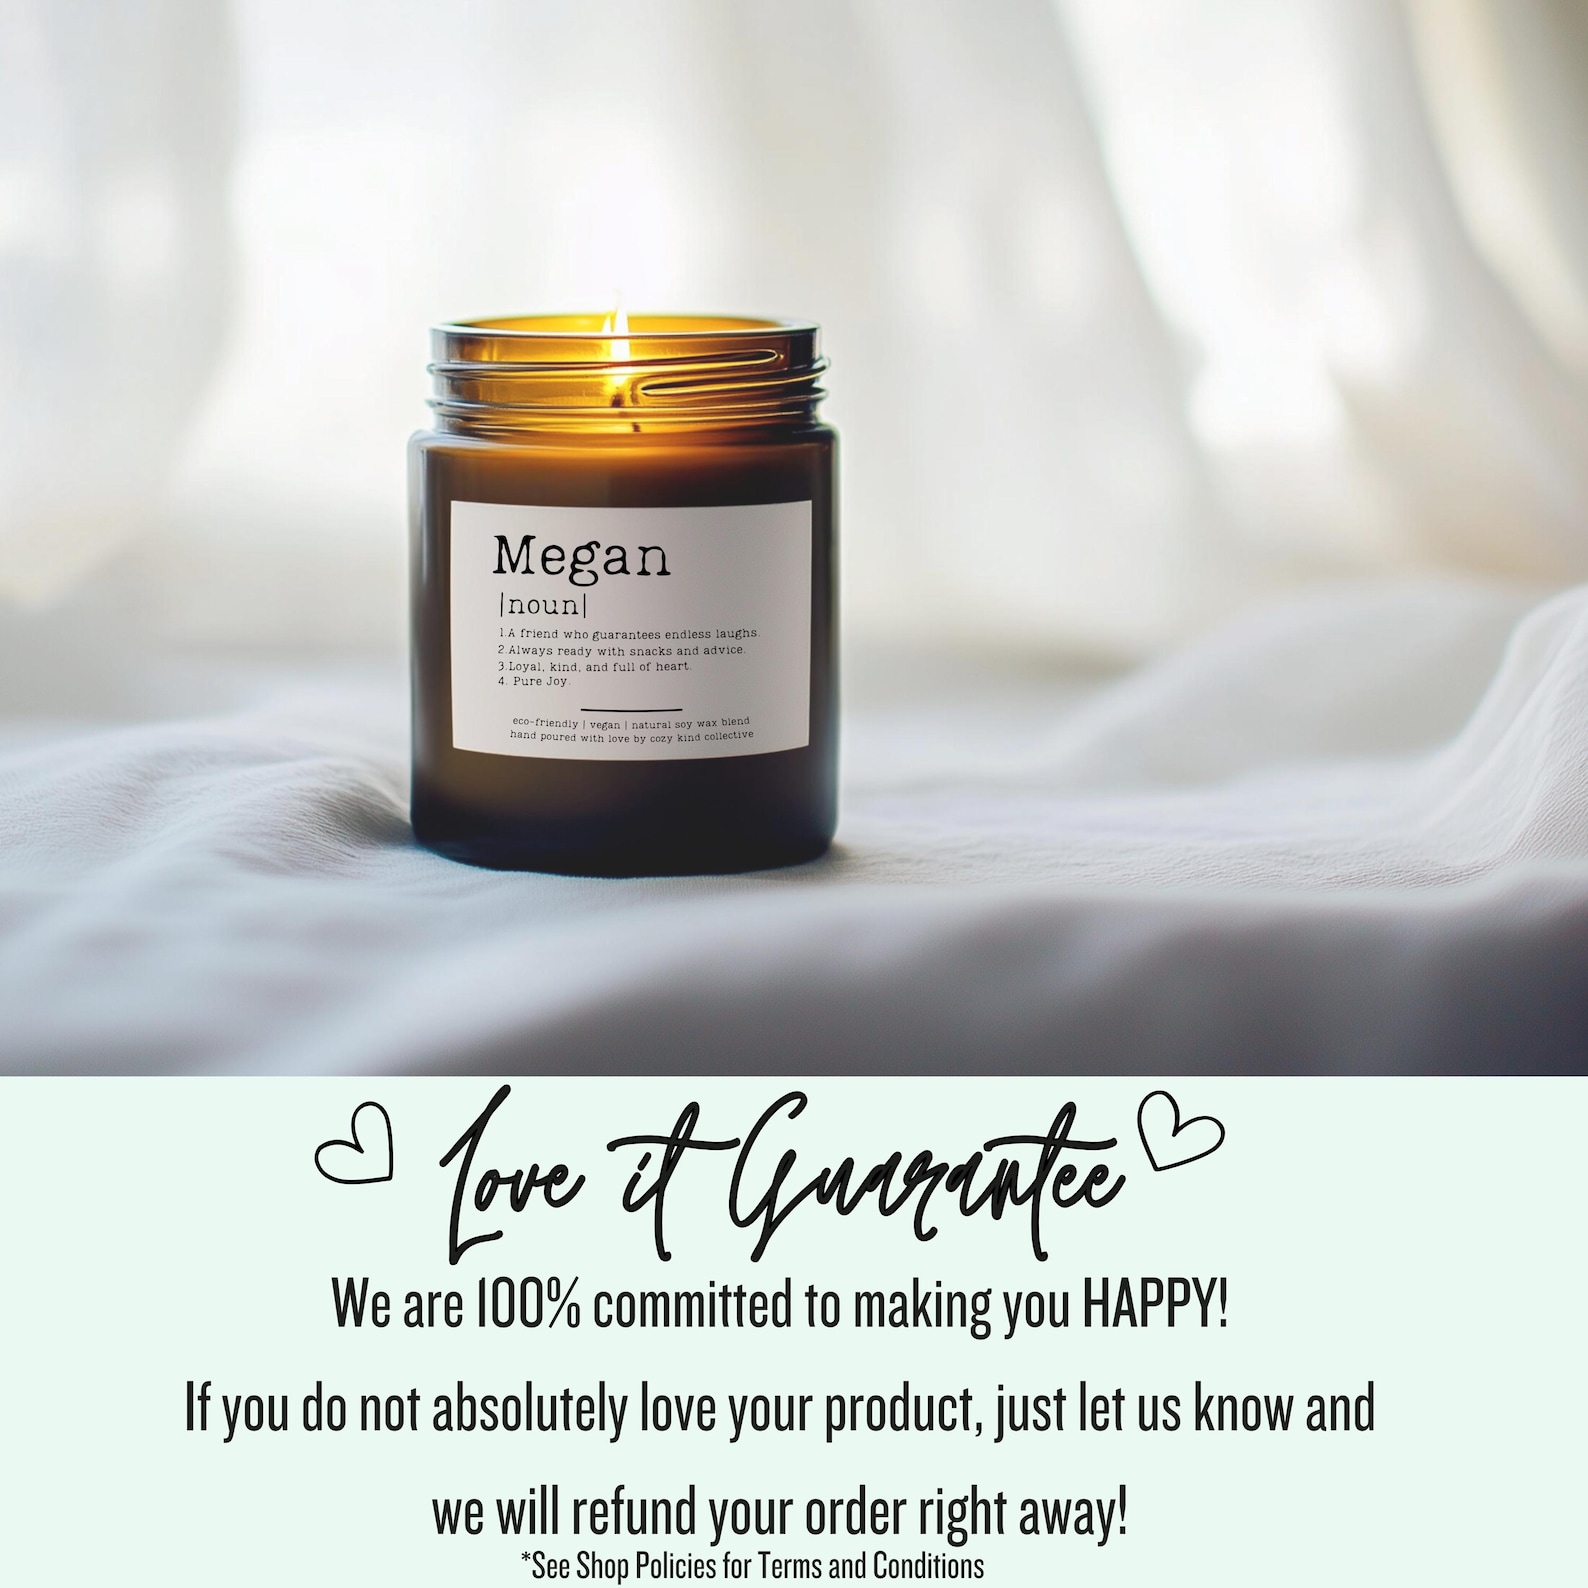 Megan
|noun|
1.A friend who guarantees endless laughs.
2.Always ready with snacks and advice.
3.Loyal, kind, and full of heart.
4. Pure Joy.
eco-friendly | vegan | natural soy wax blend
hand poured with love by cozy kind collective
Love it Guarantee
We are 100% committed to making you HAPPY!
If you do not absolutely love your product, just let us know and
we will refund your order right away!
*See Shop Policies for Terms and Conditions